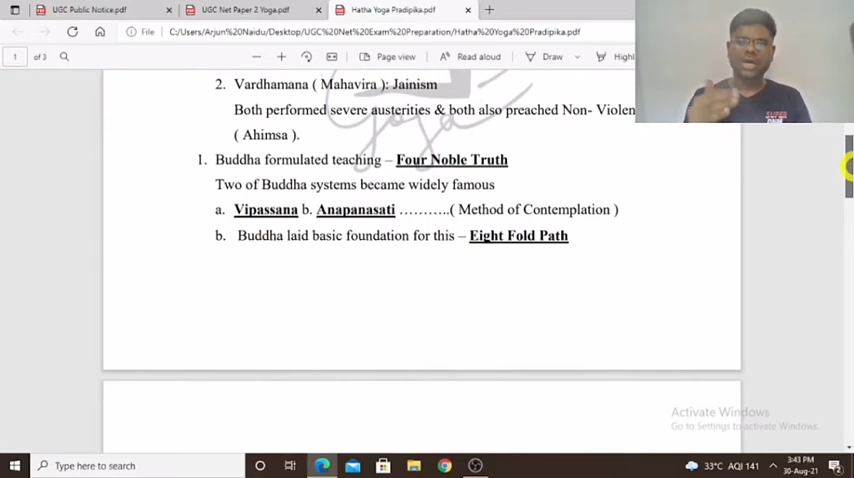 UGC Public Notice.pdf
UGC Net Paper 2 Yoga.pdf
Hatha Yoga Pradipika.pdf
File
C:/Users/Arjun%20Naidu/Desktop/UGC%20Net%20Exam%20Preparation/Hatha%20Yoga%20Pradipika.pdf
1 of 3
Page view
Read aloud
Draw
Highl
2. Vardhamana ( Mahavira ): Jainism
Both performed severe austerities & both also preached Non- Violen
( Ahimsa ).
yoga
1. Buddha formulated teaching – Four Noble Truth
Two of Buddha systems became widely famous
a. Vipassana b. Anapanasati ……….( Method of Contemplation )
b. Buddha laid basic foundation for this – Eight Fold Path
SUPER
Activate Windows
Go to Settings to activate Windows.
Type here to search
33°C AQI 141
3:43 PM
30-Aug-21
2